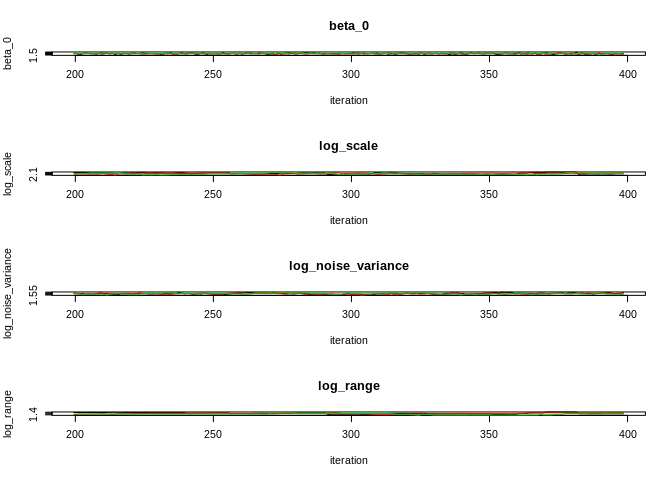 beta_0
beta_0
1.5
200 250 300 350 400
iteration
log_scale
log_scale
2.1
200 250 300 350 400
iteration
log_noise_variance
log_noise_variance
1.55
200 250 300 350 400
iteration
log_range
log_range
1.4
200 250 300 350 400
iteration